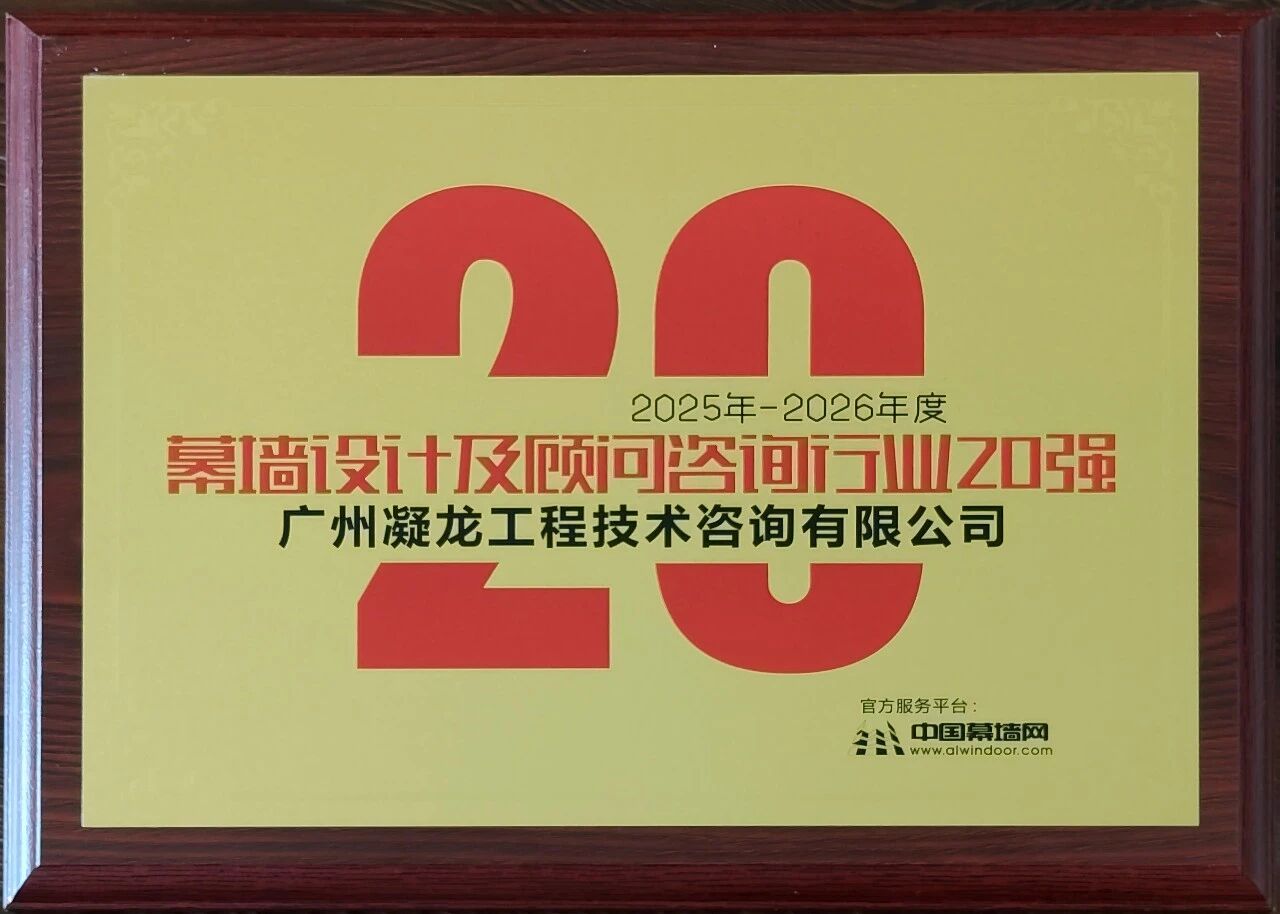 20
2025年-2026年度
幕墙设计及顾问咨询行业20强
广州凝龙工程技术咨询有限公司
官方服务平台：
中国幕墙网
www.alwindoor.com